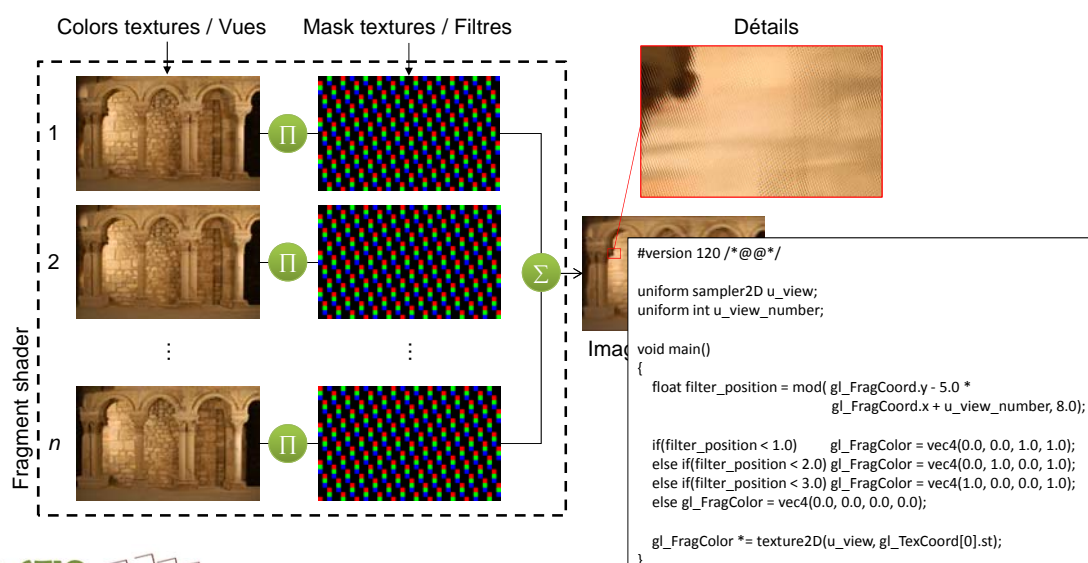 Colors textures / Vues
Mask textures / Filtres
Détails
Fragment shader
1
∏
2
∏
Σ
⋮
⋮
n
∏
#version 120 /*@@*/
uniform sampler2D u_view;
uniform int u_view_number;
void main()
{
float filter_position = mod( gl_FragCoord.y - 5.0 *
gl_FragCoord.x + u_view_number, 8.0);
if(filter_position < 1.0) gl_FragColor = vec4(0.0, 0.0, 1.0, 1.0);
else if(filter_position < 2.0) gl_FragColor = vec4(0.0, 1.0, 0.0, 1.0);
else if(filter_position < 3.0) gl_FragColor = vec4(1.0, 0.0, 0.0, 1.0);
else gl_FragColor = vec4(0.0, 0.0, 0.0, 0.0);
gl_FragColor *= texture2D(u_view, gl_TexCoord[0].st);
}